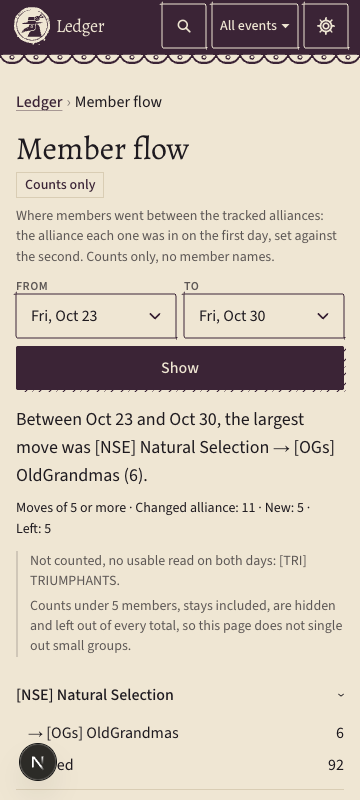 Ledger
All events
Ledger › Member flow
Member flow
Counts only
Where members went between the tracked alliances:
the alliance each one was in on the first day, set against
the second. Counts only, no member names.
FROM
TO
Fri, Oct 23
Fri, Oct 30
Show
Between Oct 23 and Oct 30, the largest
move was [NSE] Natural Selection → [OGs]
OldGrandmas (6).
Moves of 5 or more · Changed alliance: 11 · New: 5 ·
Left: 5
Not counted, no usable read on both days: [TRI]
TRIUMPHANTS.
Counts under 5 members, stays included, are hidden
and left out of every total, so this page does not single
out small groups.
[NSE] Natural Selection
→ [OGs] OldGrandmas 6
N
92